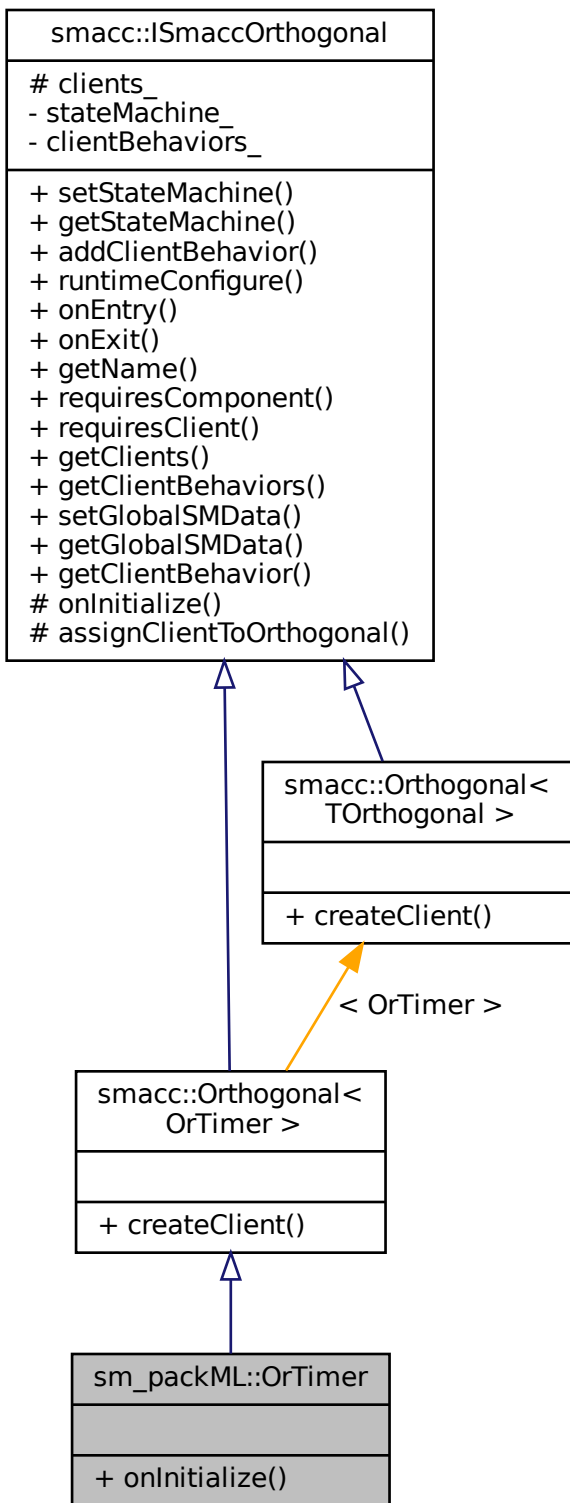 smacc::ISmaccOrthogonal
# clients_
- stateMachine_
- clientBehaviors_
+ setStateMachine()
+ getStateMachine()
+ addClientBehavior()
+ runtimeConfigure()
+ onEntry()
+ onExit()
+ getName()
+ requiresComponent()
+ requiresClient()
+ getClients()
+ getClientBehaviors()
+ setGlobalSMData()
+ getGlobalSMData()
+ getClientBehavior()
# onInitialize()
# assignClientToOrthogonal()
smacc::Orthogonal<
TOrthogonal >
+ createClient()
< OrTimer >
smacc::Orthogonal<
OrTimer >
+ createClient()
sm_packML::OrTimer
+ onInitialize()